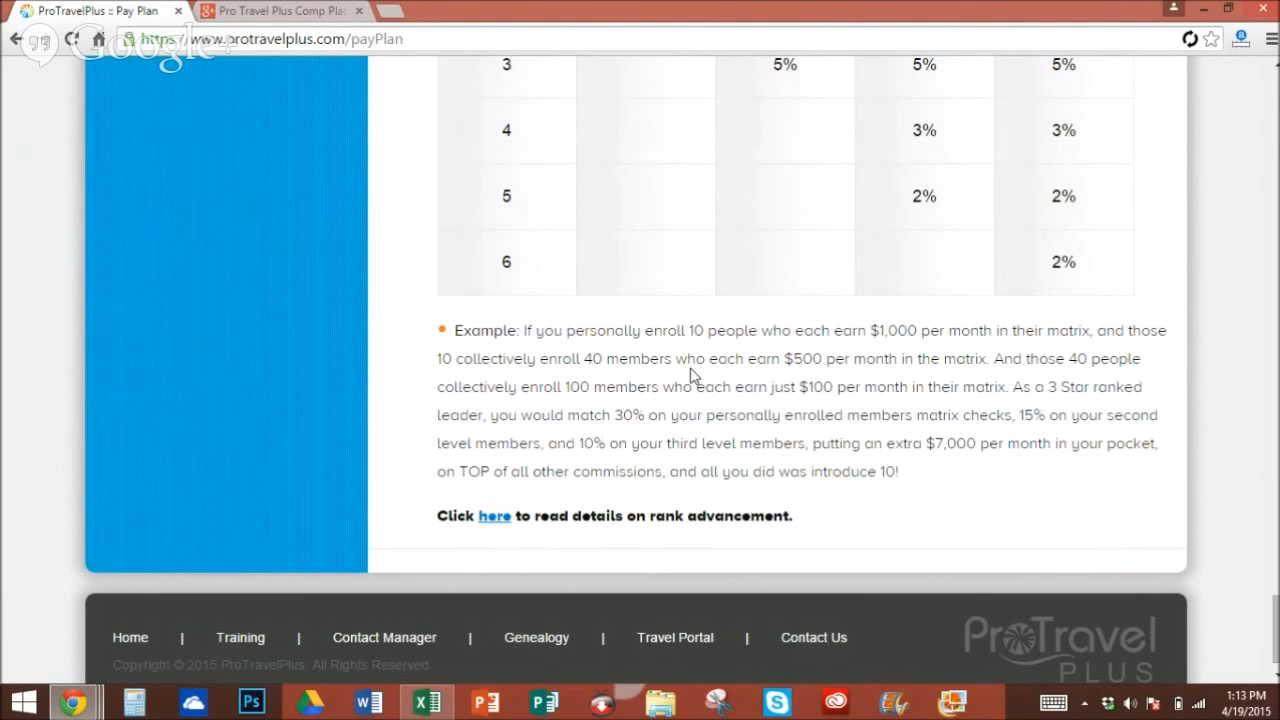 ProTravelPlus :: Pay Plan
Pro Travel Plus Comp Plan
Google+
https://www.protravelplus.com/payPlan
3 5% 5% 5%
4 3% 3%
5 2% 2%
6 2%
Example: If you personally enroll 10 people who each earn $1,000 per month in their matrix, and those
10 collectively enroll 40 members who each earn $500 per month in the matrix. And those 40 people
collectively enroll 100 members who each earn just $100 per month in their matrix. As a 3 Star ranked
leader, you would match 30% on your personally enrolled members matrix checks, 15% on your second
level members, and 10% on your third level members, putting an extra $7,000 per month in your pocket,
on TOP of all other commissions, and all you did was introduce 10!
Click here to read details on rank advancement.
Home | Training | Contact Manager | Genealogy | Travel Portal | Contact Us
Copyright © 2015 ProTravelPlus. All Rights Reserved.
ProTravel
PLUS
1:13 PM
4/19/2015